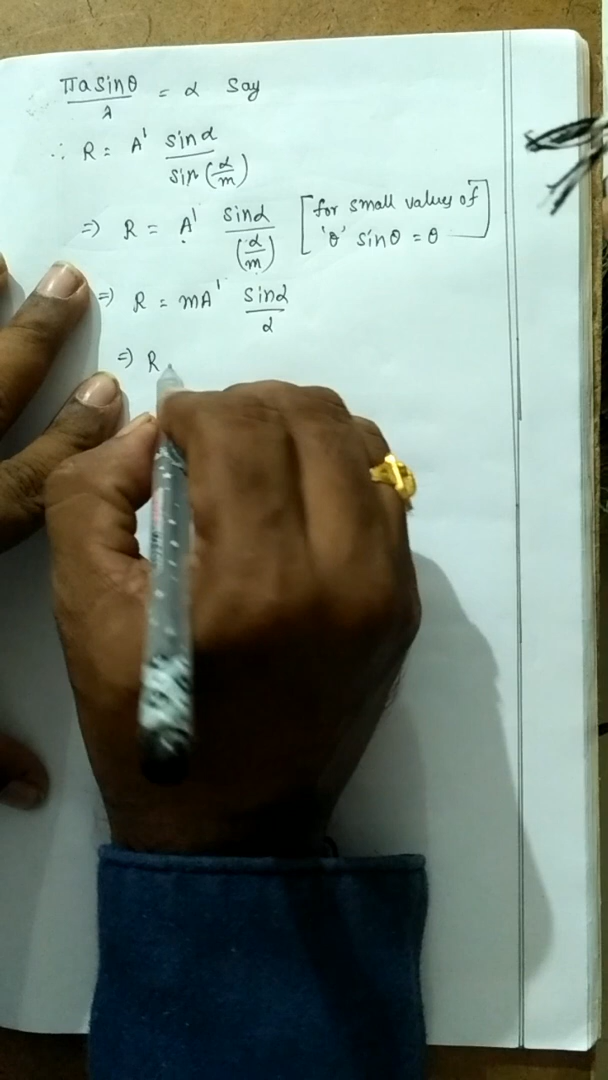 πa sinθ / λ = α say
∴ R = A' sinα / sin(α/m)
⇒ R = A' sinα / (α/m) [for small values of 'θ' sinθ = θ]
⇒ R = mA' sinα / α
⇒ R